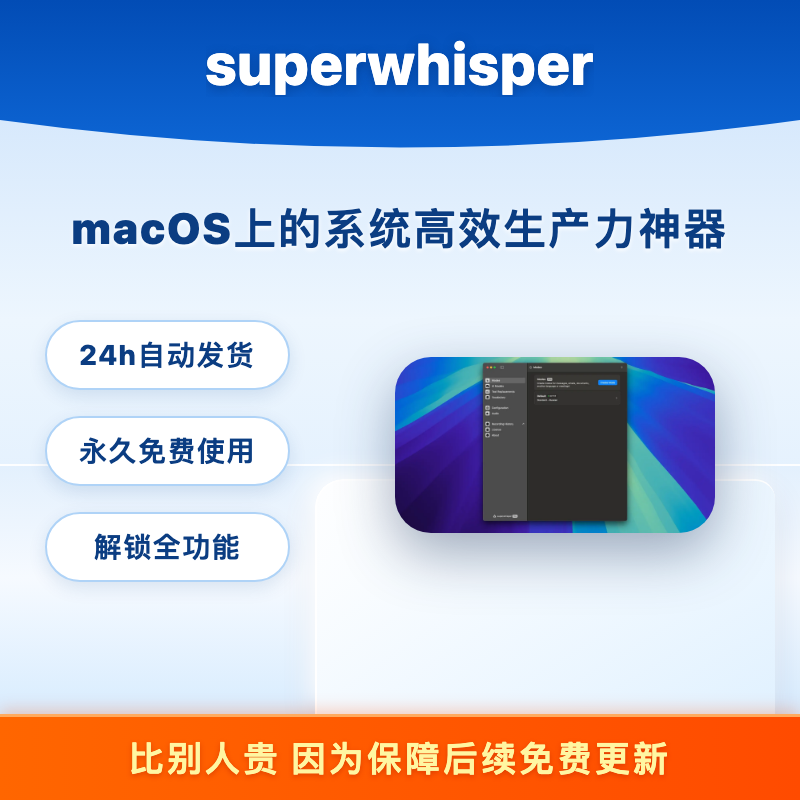 superwhisper
macOS上的系统高效生产力神器
24h自动发货
永久免费使用
解锁全功能
比别人贵 因为保障后续免费更新